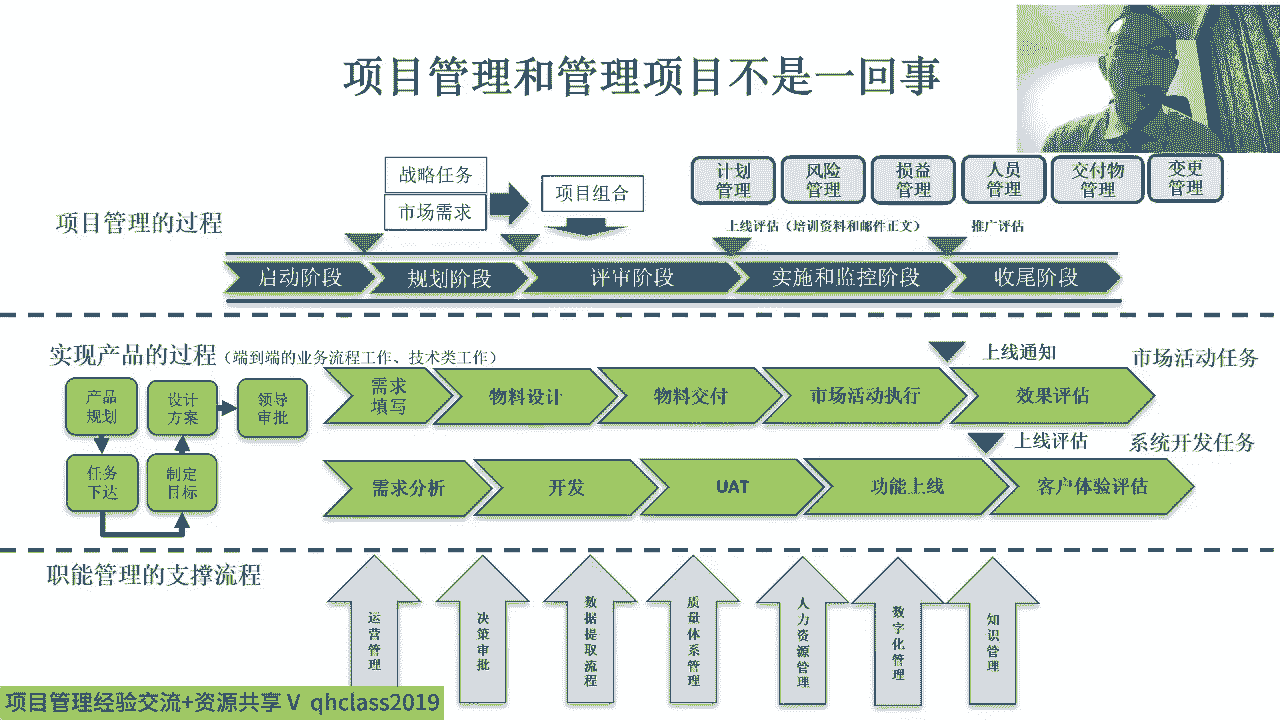 项目管理和管理项目不是一回事
战略任务
市场需求
项目组合
计划
管理
风险
管理
损益
管理
人员
管理
交付物
管理
变更
管理
项目管理的过程
上线评估（培训资料和邮件正文）
推广评估
启动阶段
规划阶段
评审阶段
实施和监控阶段
收尾阶段
实现产品的过程（端到端的业务流程工作、技术类工作）
上线通知
市场活动任务
产品
规划
设计
方案
领导
审批
任务
下达
制定
目标
需求
填写
物料设计
物料交付
市场活动执行
效果评估
上线评估
系统开发任务
需求分析
开发
UAT
功能上线
客户体验评估
职能管理的支撑流程
运营管理
决策审批
数据提取流程
质量体系管理
人力资源管理
数字化管理
知识管理
项目管理经验交流+资源共享 V qhclass2019